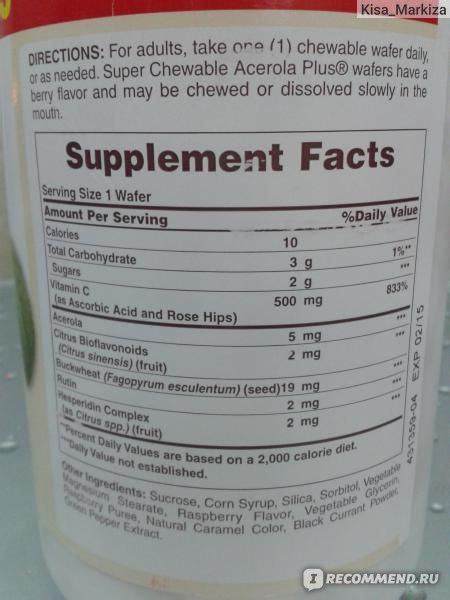 Kisa_Markiza
DIRECTIONS: For adults, take one (1) chewable wafer daily,
or as needed. Super Chewable Acerola Plus® wafers have a
berry flavor and may be chewed or dissolved slowly in the
mouth.
Supplement Facts
Serving Size 1 Wafer
Amount Per Serving %Daily Value
Calories 10
Total Carbohydrate 3 g 1%**
Sugars 2 g ***
Vitamin C 500 mg 833%
(as Ascorbic Acid and Rose Hips)
Acerola 5 mg ***
Citrus Bioflavonoids 2 mg ***
(Citrus sinensis) (fruit)
Buckwheat (Fagopyrum esculentum) (seed) 19 mg ***
Rutin 2 mg ***
Hesperidin Complex 2 mg ***
(as Citrus spp.) (fruit)
**Percent Daily Values are based on a 2,000 calorie diet.
***Daily Value not established.
Other Ingredients: Sucrose, Corn Syrup, Silica, Sorbitol, Vegetable
Magnesium Stearate, Raspberry Flavor, Vegetable Glycerin,
Raspberry Puree, Natural Caramel Color, Black Currant Powder,
Green Pepper Extract.
431359-04 EXP 02/15
IRECOMMEND.RU